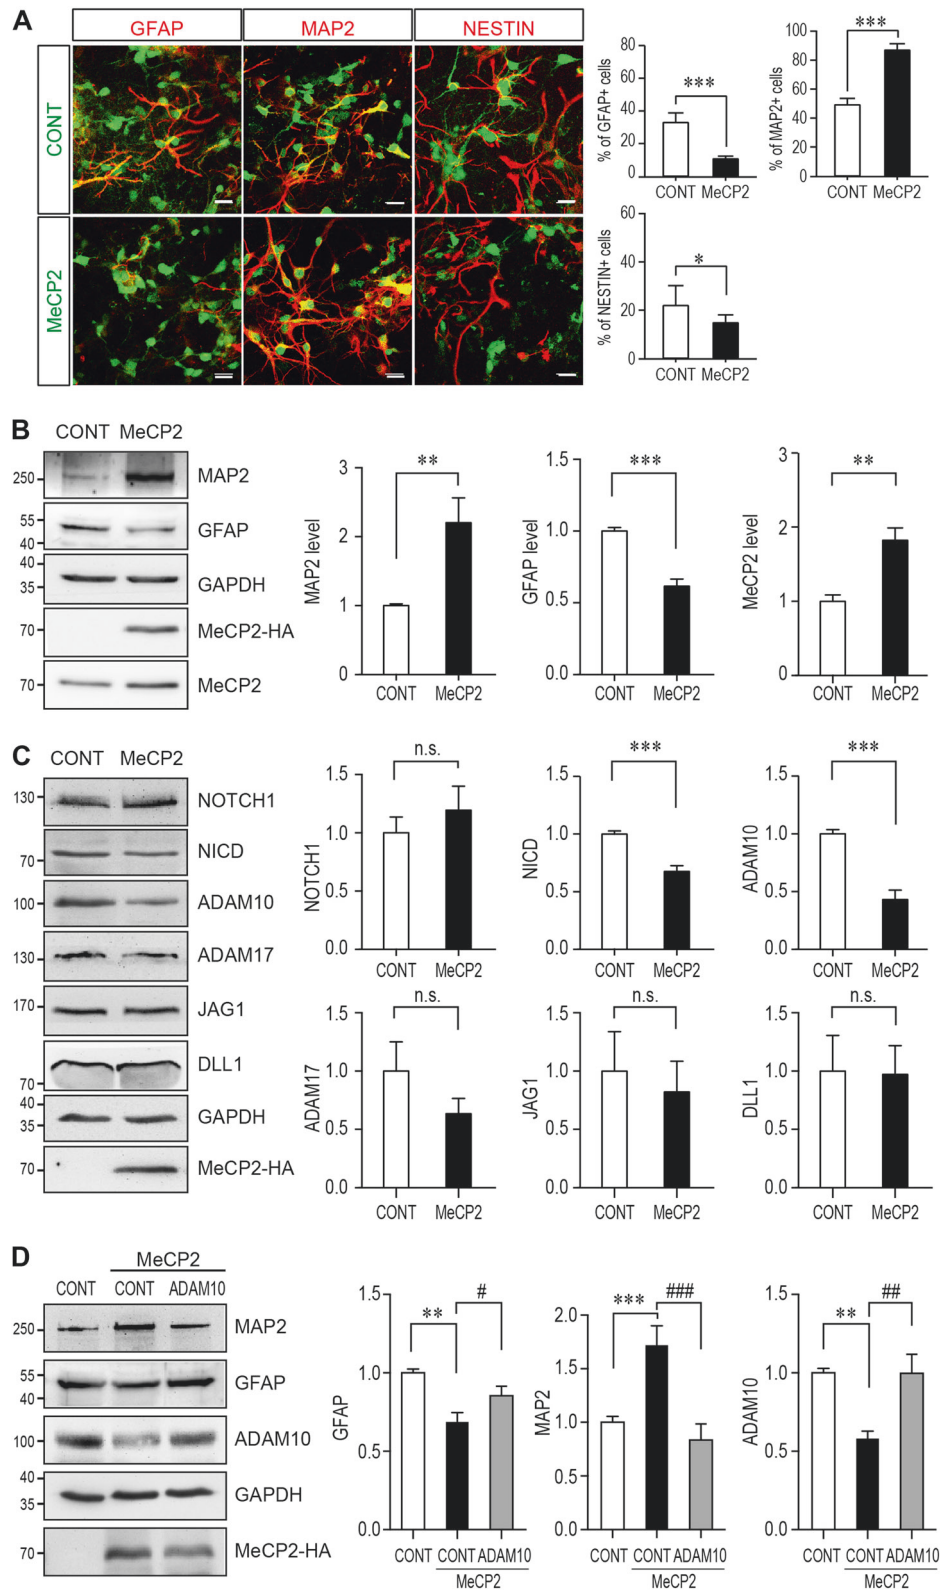 A
GFAP MAP2 NESTIN
CONT
MeCP2
% of GFAP+ cells
80
60
40
20
0
***
CONT MeCP2
% of MAP2+ cells
100
80
60
40
20
0
***
CONT MeCP2
% of NESTIN+ cells
60
40
20
0
*
CONT MeCP2
B
CONT MeCP2
250 MAP2
55
40
GFAP
40
35
GAPDH
70 MeCP2-HA
70 MeCP2
MAP2 level
3
2
1
0
**
CONT MeCP2
GFAP level
1.5
1.0
0.5
0.0
***
CONT MeCP2
MeCP2 level
3
2
1
0
**
CONT MeCP2
C
CONT MeCP2
130 NOTCH1
70 NICD
100 ADAM10
130 ADAM17
170 JAG1
70 DLL1
40
35
GAPDH
70 MeCP2-HA
NOTCH1
1.5
1.0
0.5
0.0
n.s.
CONT MeCP2
NICD
1.5
1.0
0.5
0.0
***
CONT MeCP2
ADAM10
1.5
1.0
0.5
0.0
***
CONT MeCP2
ADAM17
1.5
1.0
0.5
0.0
n.s.
CONT MeCP2
JAG1
1.5
1.0
0.5
0.0
n.s.
CONT MeCP2
DLL1
1.5
1.0
0.5
0.0
n.s.
CONT MeCP2
D
MeCP2
CONT CONT ADAM10
250 MAP2
55
40
GFAP
100 ADAM10
40
35
GAPDH
70 MeCP2-HA
GFAP
1.5
1.0
0.5
0.0
** #
CONT CONT ADAM10
MeCP2
MAP2
2.0
1.5
1.0
0.5
0.0
*** ###
CONT CONT ADAM10
MeCP2
ADAM10
1.5
1.0
0.5
0.0
** ##
CONT CONT ADAM10
MeCP2